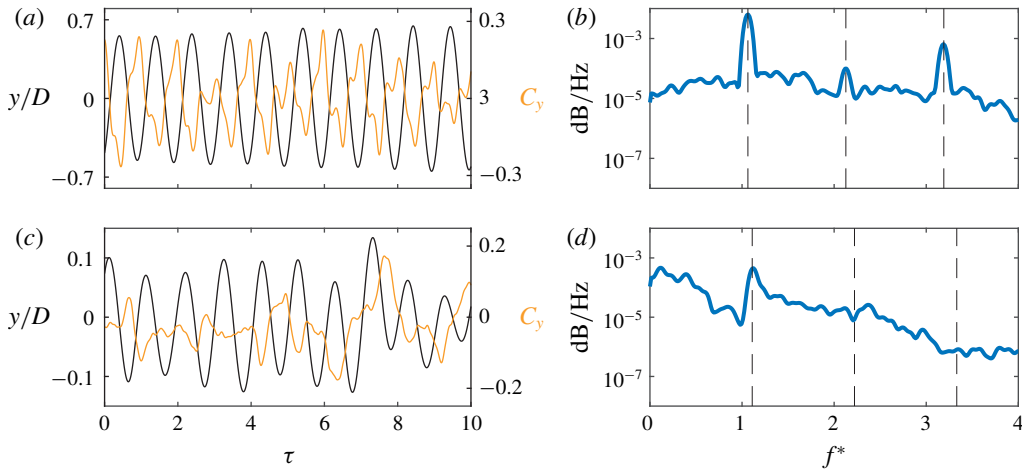 (a)
0.7
0
−0.7
y/D
0.3
3
−0.3
C_y
(b)
10^{-3}
10^{-5}
10^{-7}
dB/Hz
(c)
0.1
0
−0.1
y/D
0.2
0
−0.2
C_y
0 2 4 6 8 10
τ
(d)
10^{-3}
10^{-5}
10^{-7}
dB/Hz
0 1 2 3 4
f*